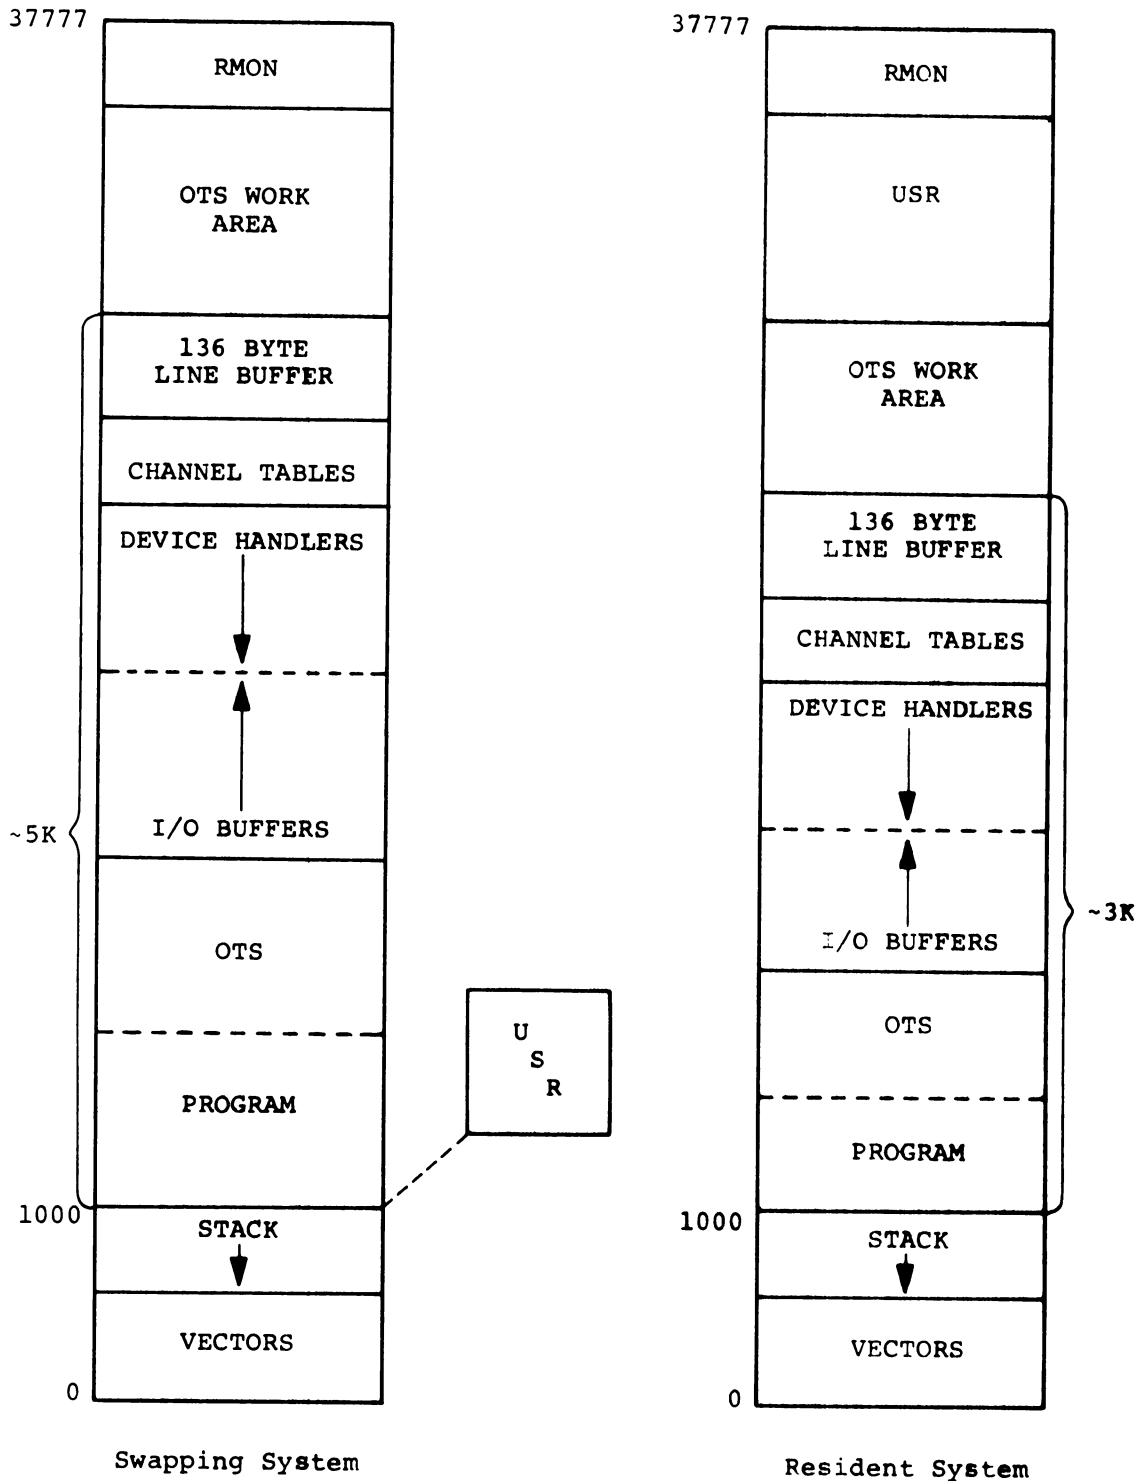 37777
RMON
OTS WORK
AREA
136 BYTE
LINE BUFFER
CHANNEL TABLES
DEVICE HANDLERS
I/O BUFFERS
~5K
OTS
PROGRAM
1000
STACK
VECTORS
0
Swapping System
U
S
R
37777
RMON
USR
OTS WORK
AREA
136 BYTE
LINE BUFFER
CHANNEL TABLES
DEVICE HANDLERS
I/O BUFFERS
~3K
OTS
PROGRAM
1000
STACK
VECTORS
0
Resident System